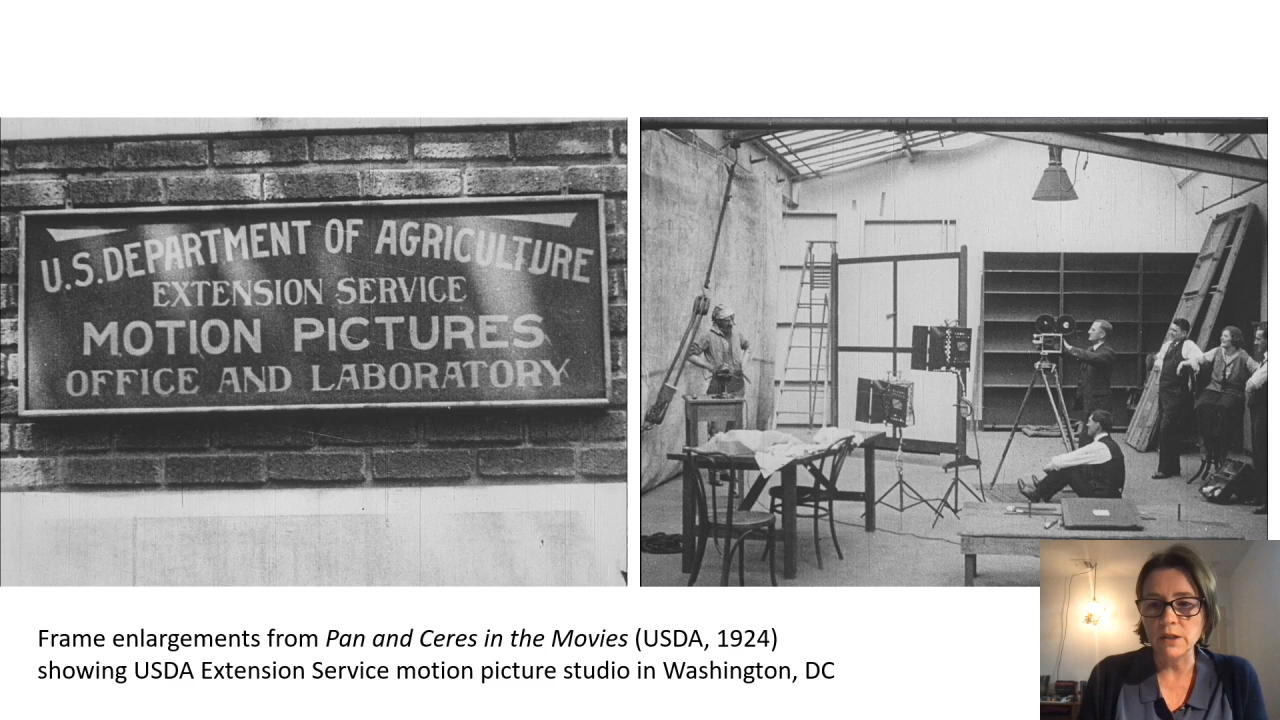 U.S. DEPARTMENT OF AGRICULTURE
EXTENSION SERVICE
MOTION PICTURES
OFFICE AND LABORATORY
Frame enlargements from Pan and Ceres in the Movies (USDA, 1924)
showing USDA Extension Service motion picture studio in Washington, DC